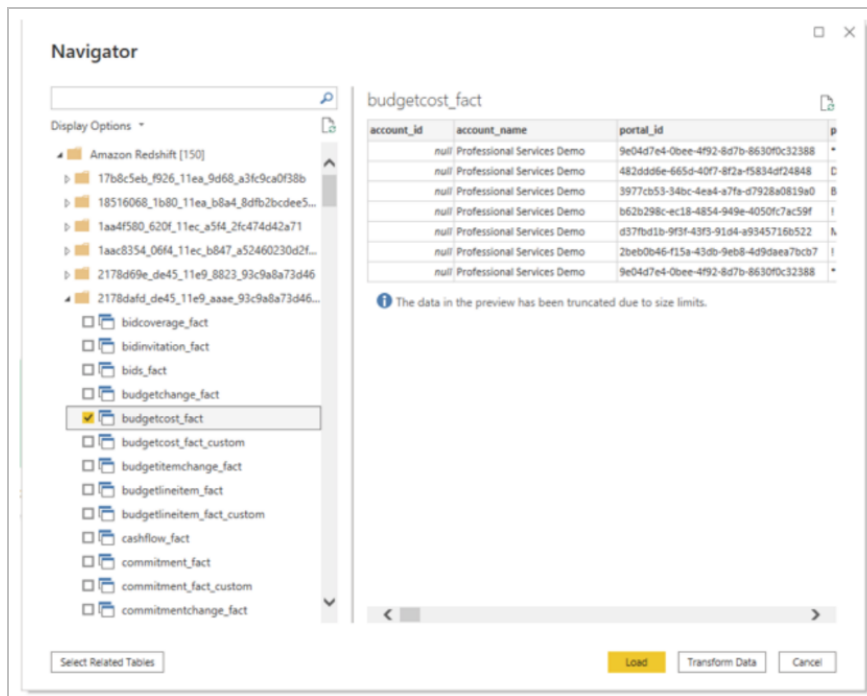 Navigator
Display Options
Amazon Redshift [150]
17b8c5eb_f926_11ea_9d68_a3fc9ca0f38b
18516068_1b80_11ea_b8a4_8dfb2bcdee5...
1aa4f580_620f_11ec_a5f4_2fc474d42a71
1aac8354_06f4_11ec_b847_a52460230d2f...
2178d69e_de45_11e9_8823_93c9a8a73d46
2178dafd_de45_11e9_aaae_93c9a8a73d46...
bidcoverage_fact
bidinvitation_fact
bids_fact
budgetchange_fact
budgetcost_fact
budgetcost_fact_custom
budgetitemchange_fact
budgetlineitem_fact
budgetlineitem_fact_custom
cashflow_fact
commitment_fact
commitment_fact_custom
commitmentchange_fact
budgetcost_fact
account_id account_name portal_id p
null Professional Services Demo 9e04d7e4-0bee-4f92-8d7b-8630f0c32388 *
null Professional Services Demo 482ddd6e-665d-40f7-8f2a-f5834df24848 D
null Professional Services Demo 3977cb53-34bc-4ea4-a7fa-d7928a0819a0 B
null Professional Services Demo b62b298c-ec18-4854-949e-4050fc7ac59f !
null Professional Services Demo d37fbd1b-9f3f-43f3-91d4-a9345716b522 M
null Professional Services Demo 2beb0b46-f15a-43db-9eb8-4d9daea7bcb7 !
null Professional Services Demo 9e04d7e4-0bee-4f92-8d7b-8630f0c32388 *
The data in the preview has been truncated due to size limits.
Select Related Tables Load Transform Data Cancel